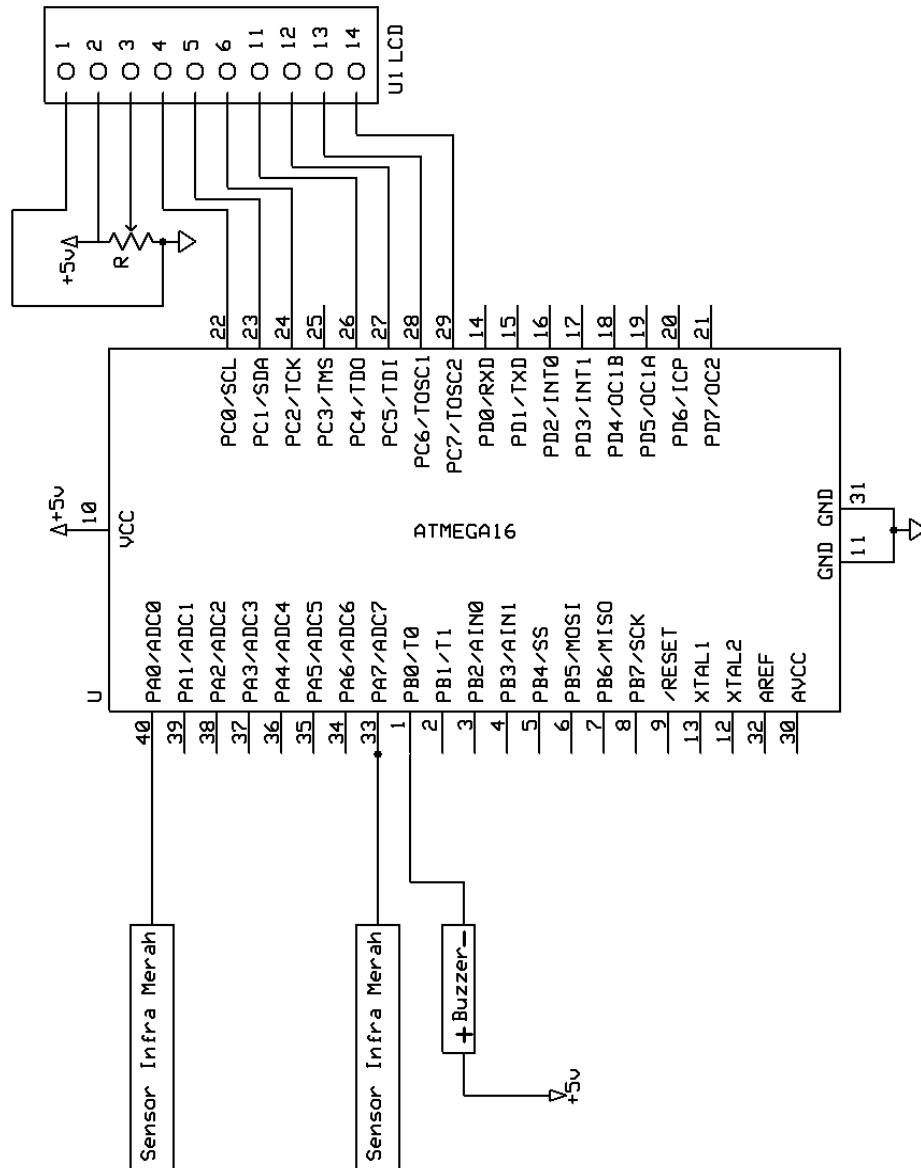 U1 LCD
1
2
3
4
5
6
11
12
13
14
+5v
R
22
23
24
25
26
27
28
29
14
15
16
17
18
19
20
21
PC0/SCL
PC1/SDA
PC2/TCK
PC3/TMS
PC4/TDO
PC5/TDI
PC6/TOSC1
PC7/TOSC2
PD0/RXD
PD1/TXD
PD2/INT0
PD3/INT1
PD4/OC1B
PD5/OC1A
PD6/ICP
PD7/OC2
+5v
10
VCC
ATMEGA16
GND
GND
11
31
U
PA0/ADC0
PA1/ADC1
PA2/ADC2
PA3/ADC3
PA4/ADC4
PA5/ADC5
PA6/ADC6
PA7/ADC7
PB0/T0
PB1/T1
PB2/AIN0
PB3/AIN1
PB4/SS
PB5/MOSI
PB6/MISO
PB7/SCK
/RESET
XTAL1
XTAL2
AREF
AVCC
40
39
38
37
36
35
34
33
1
2
3
4
5
6
7
8
9
13
12
32
30
Sensor Infra Merah
Sensor Infra Merah
+Buzzer-
+5v